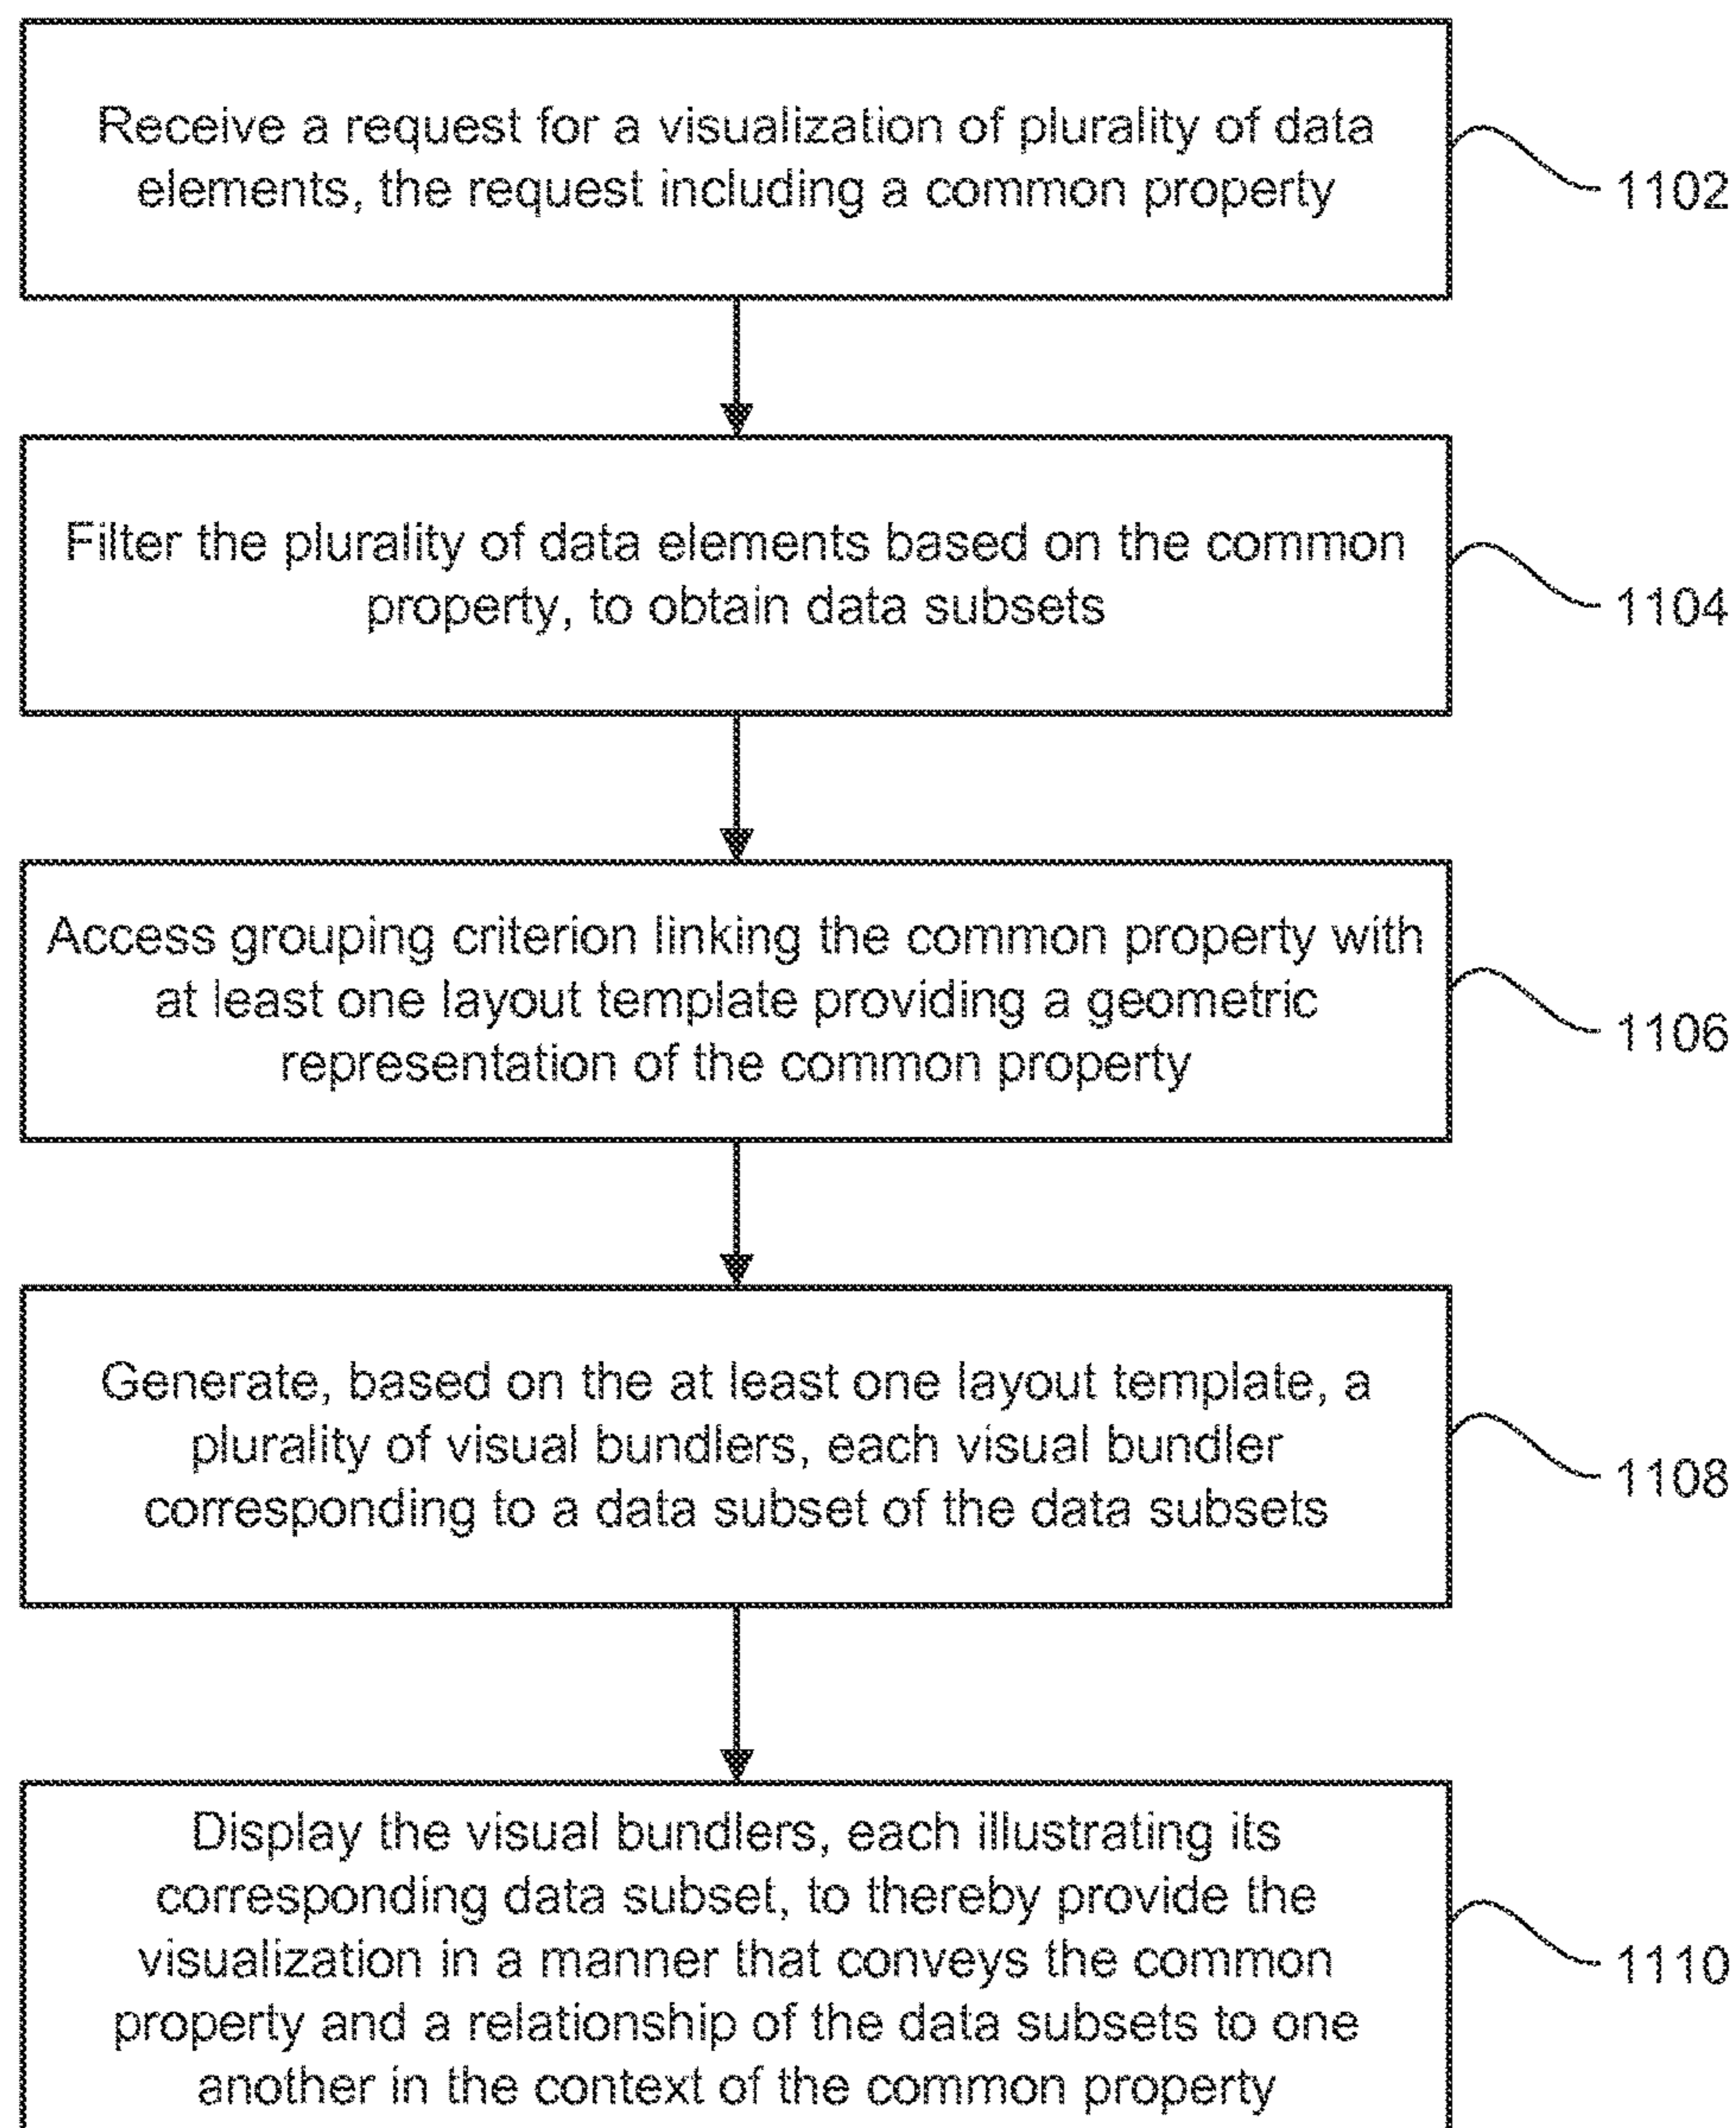 Receive a request for a visualization of plurality of data
elements, the request including a common property
1102
Filter the plurality of data elements based on the common
property, to obtain data subsets
1104
Access grouping criterion linking the common property with
at least one layout template providing a geometric
representation of the common property
1106
Generate, based on the at least one layout template, a
plurality of visual bundlers, each visual bundler
corresponding to a data subset of the data subsets
1108
Display the visual bundlers, each illustrating its
corresponding data subset, to thereby provide the
visualization in a manner that conveys the common
property and a relationship of the data subsets to one
another in the context of the common property
1110